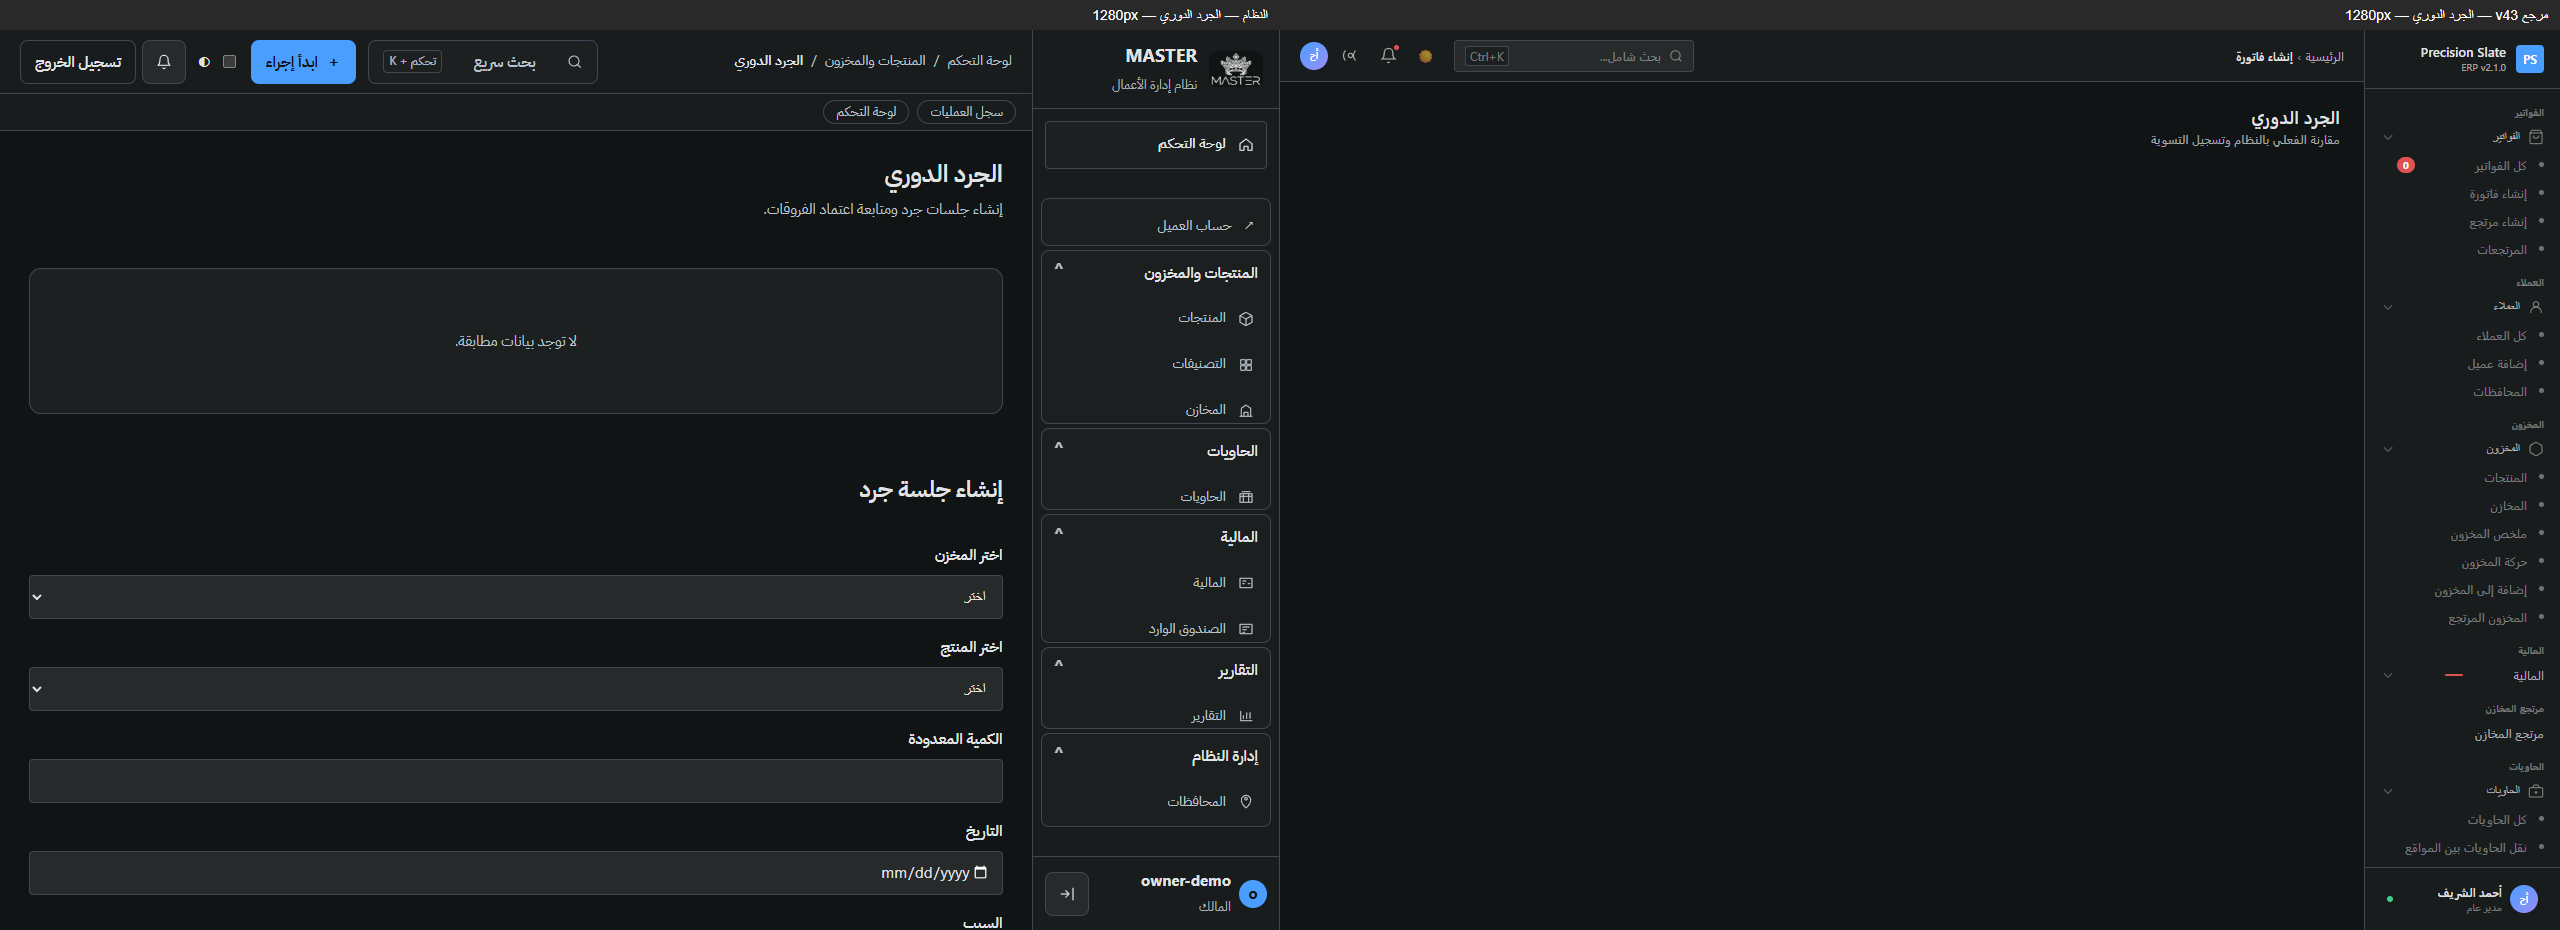 مرجع v43 — الجرد الدوري — 1280px
Precision Slate
ERP v2.1.0
PS
الفواتير
الفواتير
كل الفواتير
0
إنشاء فاتورة
إنشاء مرتجع
المرتجعات
العملاء
العملاء
كل العملاء
إضافة عميل
المحافظات
المخزون
المخزون
المنتجات
المخازن
ملخص المخزون
حركة المخزون
إضافة إلى المخزون
المخزون المرتجع
المالية
المالية
مرتجع المخازن
مرتجع المخازن
الحاويات
الحاويات
كل الحاويات
نقل الحاويات بين المواقع
أحمد الشريف
مدير عام
أح
الرئيسية › إنشاء فاتورة
بحث شامل...
Ctrl+K
أح
الجرد الدوري
مقارنة الفعلي بالنظام وتسجيل التسوية
النظام — الجرد الدوري — 1280px
MASTER
MASTER
نظام إدارة الأعمال
لوحة التحكم
حساب العميل
المنتجات والمخزون
المنتجات
التصنيفات
المخازن
الحاويات
الحاويات
المالية
المالية
الصندوق الوارد
التقارير
التقارير
إدارة النظام
المحافظات
owner-demo
المالك
o
لوحة التحكم / المنتجات والمخزون / الجرد الدوري
بحث سريع
تحكم + K
+ ابدأ إجراء
تسجيل الخروج
سجل العمليات
لوحة التحكم
الجرد الدوري
إنشاء جلسات جرد ومتابعة اعتماد الفروقات.
لا توجد بيانات مطابقة.
إنشاء جلسة جرد
اختر المخزن
اختر
اختر المنتج
اختر
الكمية المعدودة
التاريخ
mm/dd/yyyy
السبب